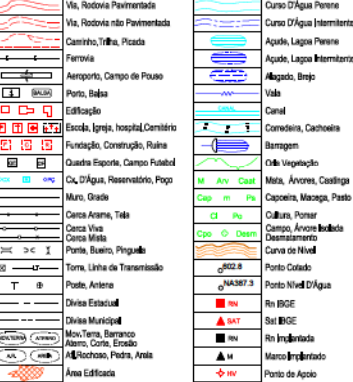 Via, Rodovia Pavimentada
Via, Rodovia não Pavimentada
Caminho, Trilha, Picada
Ferrovia
Aeroporto, Campo de Pouso
BALSA
Porto, Balsa
Edificação
Escola, Igreja, hospital, Cemitério
Fundação, Construção, Ruína
Quadra Esporte, Campo Futebol
Cx. D'Água, Reservatório, Poço
Muro, Grade
Cerca Arame, Tela
Cerca Viva
Cerca Mista
Ponte, Bueiro, Pinguela
LT
Torre, Linha de Transmissão
T
Poste, Antena
Divisa Estadual
Divisa Municipal
Mov. Terra, Barranco
Aterro, Corte, Erosão
Afl. Rochoso, Pedra, Areia
Área Edificada
Curso D'Água Perene
Curso D'Água Intermitente
Açude, Lagoa Perene
Açude, Lagoa Intermitente
Alagado, Brejo
Vala
CANAL
Canal
Corredeira, Cachoeira
Barragem
Orla Vegetação
M Arv Caat
Mata, Árvores, Caatinga
Cap m Ps
Capoeira, Macega, Pasto
Cl Po
Cultura, Pomar
Cpo Desm
Campo, Árvore Isolada
Desmatamento
Curva de Nível
602.8
Ponto Cotado
NA387.3
Ponto Nível D'Água
RN
Rn IBGE
SAT
Sat IBGE
RN
Rn Implantada
M
Marco Implantado
HV
Ponto de Apoio